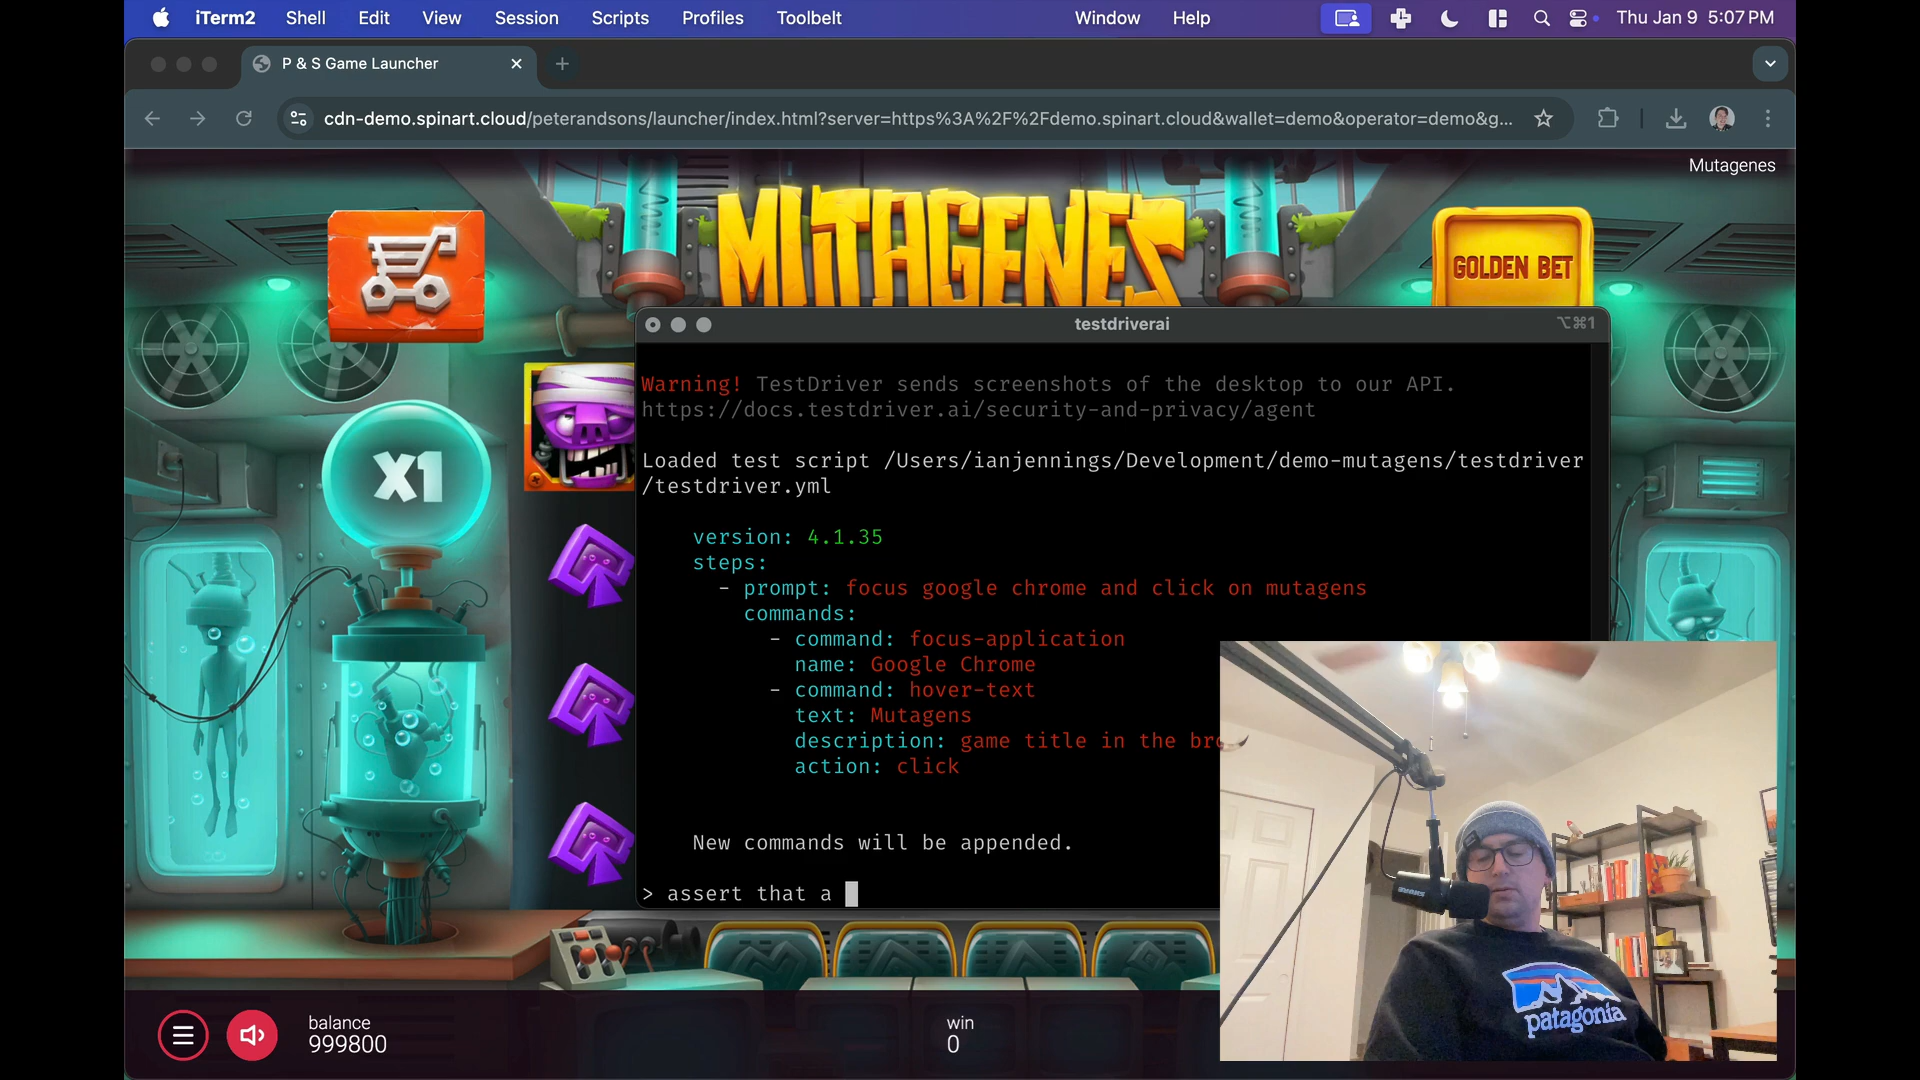 iTerm2 Shell Edit View Session Scripts Profiles Toolbelt Window Help Thu Jan 9 5:07 PM
P & S Game Launcher
cdn-demo.spinart.cloud/peterandsons/launcher/index.html?server=https%3A%2F%2Fdemo.spinart.cloud&wallet=demo&operator=demo&g...
Mutagenes
MUTAGENES
GOLDEN BET
testdriverai
⌥⌘1
Warning! TestDriver sends screenshots of the desktop to our API.
https://docs.testdriver.ai/security-and-privacy/agent
Loaded test script /Users/ianjennings/Development/demo-mutagens/testdriver
/testdriver.yml
version: 4.1.35
steps:
- prompt: focus google chrome and click on mutagens
commands:
- command: focus-application
name: Google Chrome
- command: hover-text
text: Mutagens
description: game title in the bro
action: click
New commands will be appended.
> assert that a
X1
patagonia
balance
999800
win
0